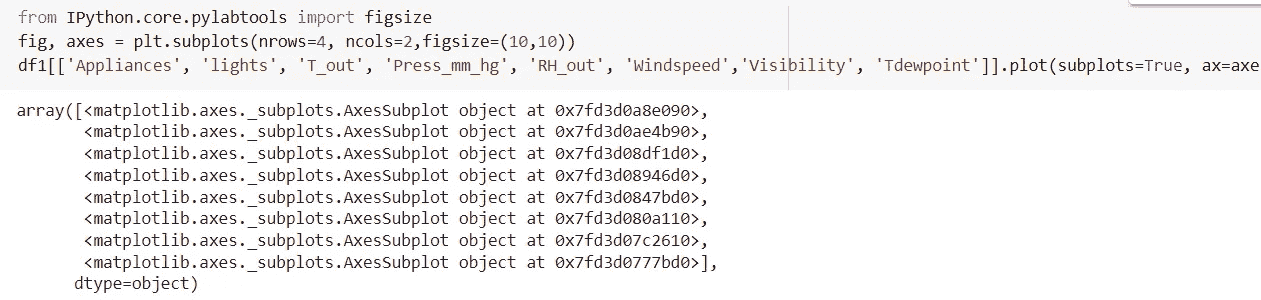 from IPython.core.pylabtools import figsize
fig, axes = plt.subplots(nrows=4, ncols=2,figsize=(10,10))
df1[['Appliances', 'lights', 'T_out', 'Press_mm_hg', 'RH_out', 'Windspeed','Visibility', 'Tdewpoint']].plot(subplots=True, ax=axe
array([<matplotlib.axes._subplots.AxesSubplot object at 0x7fd3d0a8e090>,
<matplotlib.axes._subplots.AxesSubplot object at 0x7fd3d0ae4b90>,
<matplotlib.axes._subplots.AxesSubplot object at 0x7fd3d08df1d0>,
<matplotlib.axes._subplots.AxesSubplot object at 0x7fd3d08946d0>,
<matplotlib.axes._subplots.AxesSubplot object at 0x7fd3d0847bd0>,
<matplotlib.axes._subplots.AxesSubplot object at 0x7fd3d080a110>,
<matplotlib.axes._subplots.AxesSubplot object at 0x7fd3d07c2610>,
<matplotlib.axes._subplots.AxesSubplot object at 0x7fd3d0777bd0>],
dtype=object)